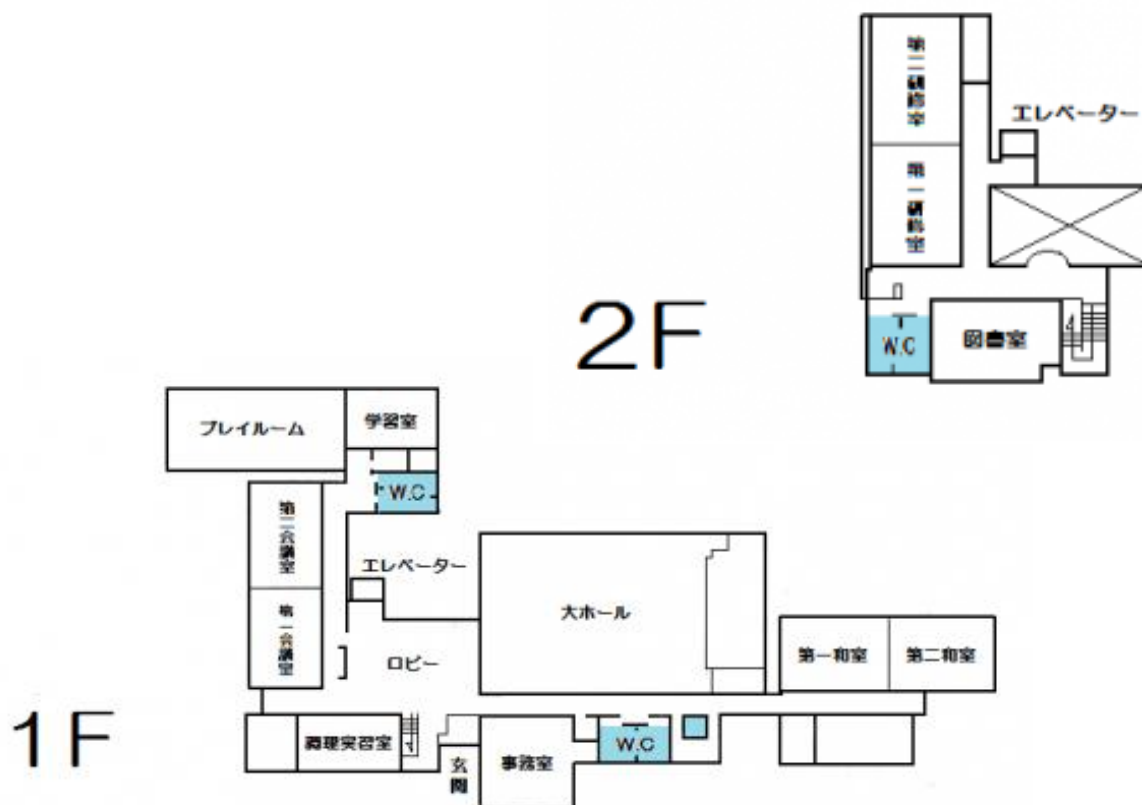 第二研修室
エレベーター
第一研修室
2F
W.C
図書室
プレイルーム
学習室
W.C
第二会議室
エレベーター
大ホール
第一会議室
ロビー
第一和室
第二和室
1F
調理実習室
玄関
事務室
W.C